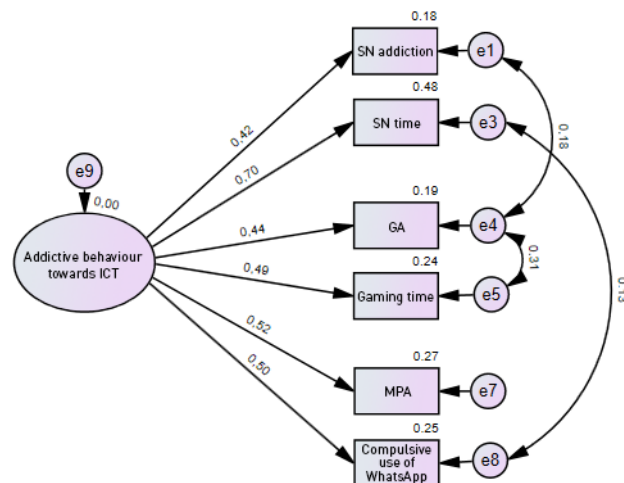 0.18
SN addiction
e1
0.48
SN time
e3
0,42
0,70
0.18
e9
0,00
0.19
GA
e4
0,44
Addictive behaviour
towards ICT
0.31
0.13
0.24
Gaming time
e5
0,49
0,52
0.27
MPA
e7
0,50
0.25
Compulsive
use of
WhatsApp
e8